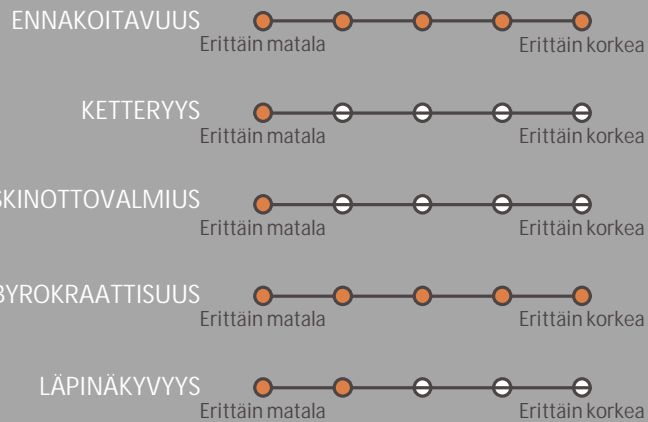 ENNAKOITAVUUS
Erittäin matala Erittäin korkea
KETTERYYS
Erittäin matala Erittäin korkea
SKINOTTOVALMIUS
Erittäin matala Erittäin korkea
BYROKRAATTISUUS
Erittäin matala Erittäin korkea
LÄPINÄKYVYYS
Erittäin matala Erittäin korkea